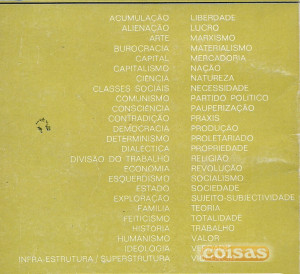 ACUMULAÇÃO LIBERDADE
ALIENAÇÃO LUCRO
ARTE MARXISMO
BUROCRACIA MATERIALISMO
CAPITAL MERCADORIA
CAPITALISMO NAÇÃO
CIÊNCIA NATUREZA
CLASSES SOCIAIS NECESSIDADE
COMUNISMO PARTIDO POLÍTICO
CONSCIÊNCIA PAUPERIZAÇÃO
CONTRADIÇÃO PRAXIS
DEMOCRACIA PRODUÇÃO
DETERMINISMO PROLETARIADO
DIALÉCTICA PROPRIEDADE
DIVISÃO DO TRABALHO RELIGIÃO
ECONOMIA REVOLUÇÃO
ESQUERDISMO SOCIALISMO
ESTADO SOCIEDADE
EXPLORAÇÃO SUJEITO-SUBJECTIVIDADE
FAMÍLIA TEORIA
FEITICISMO TOTALIDADE
HISTÓRIA TRABALHO
HUMANISMO VALOR
IDEOLOGIA
INFRA-ESTRUTURA/SUPERSTRUTURA
coisas